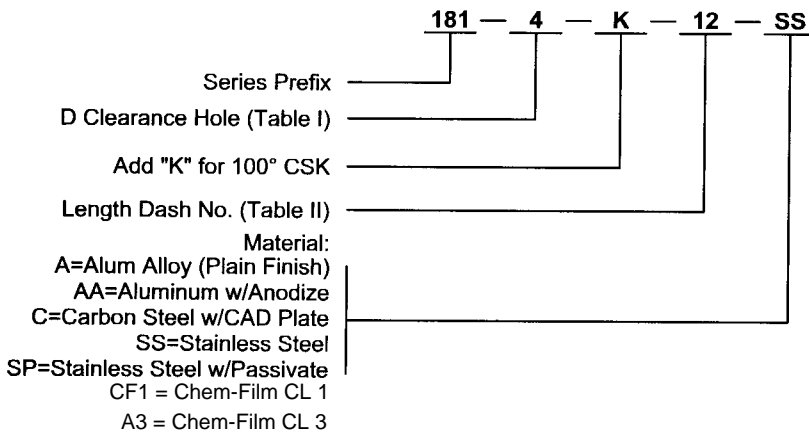 181 — 4 — K — 12 — SS
Series Prefix
D Clearance Hole (Table I)
Add "K" for 100° CSK
Length Dash No. (Table II)
Material:
A=Alum Alloy (Plain Finish)
AA=Aluminum w/Anodize
C=Carbon Steel w/CAD Plate
SS=Stainless Steel
SP=Stainless Steel w/Passivate
CF1 = Chem-Film CL 1
A3 = Chem-Film CL 3